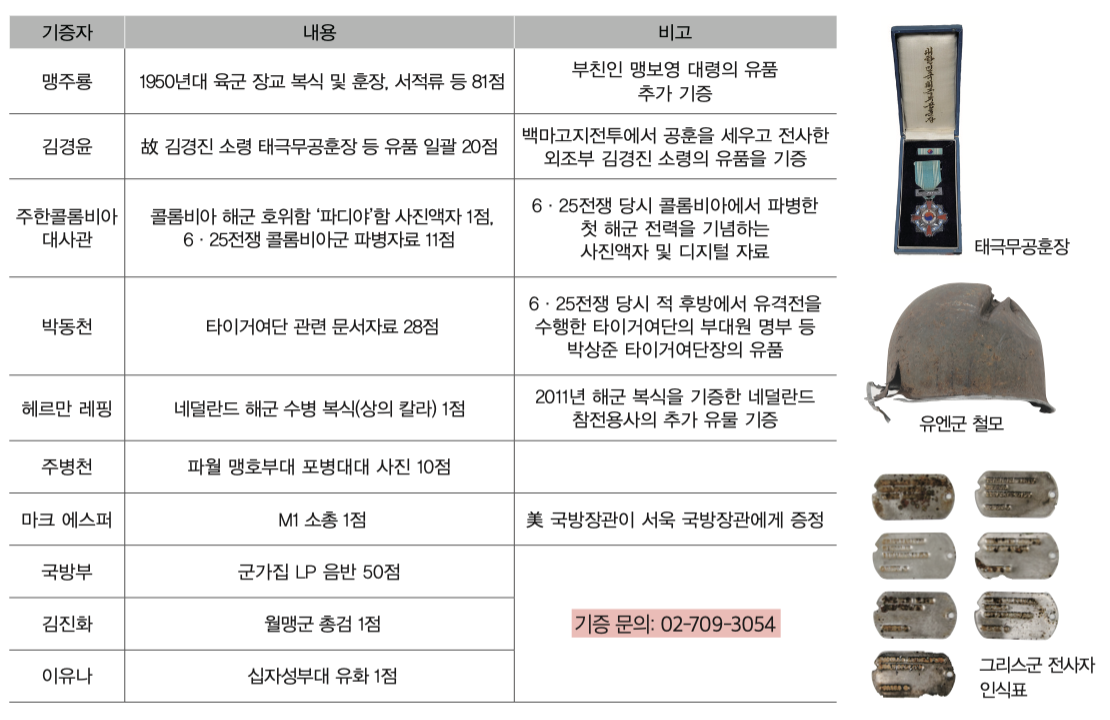 기증자 내용 비고
맹주룡 1950년대 육군 장교 복식 및 훈장, 서적류 등 81점 부친인 맹보영 대령의 유품
추가 기증
김경윤 故 김경진 소령 태극무공훈장 등 유품 일괄 20점 백마고지전투에서 공훈을 세우고 전사한
외조부 김경진 소령의 유품을 기증
주한콜롬비아
대사관
콜롬비아 해군 호위함 ‘파디야’함 사진액자 1점,
6·25전쟁 콜롬비아군 파병자료 11점
6·25전쟁 당시 콜롬비아에서 파병한
첫 해군 전력을 기념하는
사진액자 및 디지털 자료
박동천 타이거여단 관련 문서자료 28점 6·25전쟁 당시 적 후방에서 유격전을
수행한 타이거여단의 부대원 명부 등
박상준 타이거여단장의 유품
헤르만 레핑 네덜란드 해군 수병 복식(상의 칼라) 1점 2011년 해군 복식을 기증한 네덜란드
참전용사의 추가 유물 기증
주병천 파월 맹호부대 포병대대 사진 10점
마크 에스퍼 M1 소총 1점 美 국방장관이 서욱 국방장관에게 증정
국방부 군가집 LP 음반 50점
김진화 월맹군 총검 1점
이유나 십자성부대 유화 1점
기증 문의: 02-709-3054
태극무공훈장
유엔군 철모
그리스군 전사자
인식표